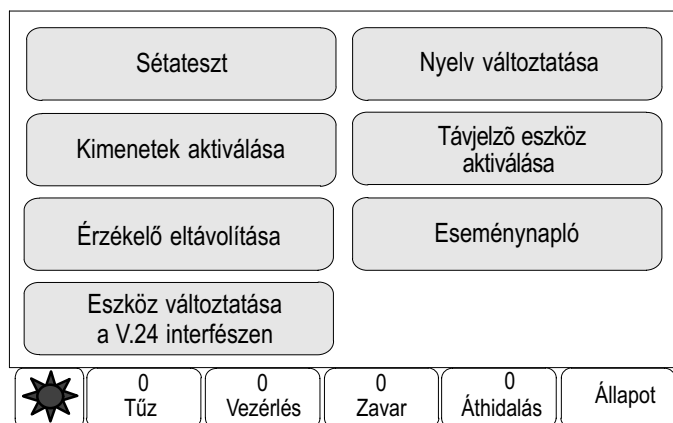 Sétateszt
Nyelv változtatása
Kimenetek aktiválása
Távjelzõ eszköz
aktiválása
Érzékelő eltávolítása
Eseménynapló
Eszköz változtatása
a V.24 interfészen
0
Tűz
0
Vezérlés
0
Zavar
0
Áthidalás
Állapot